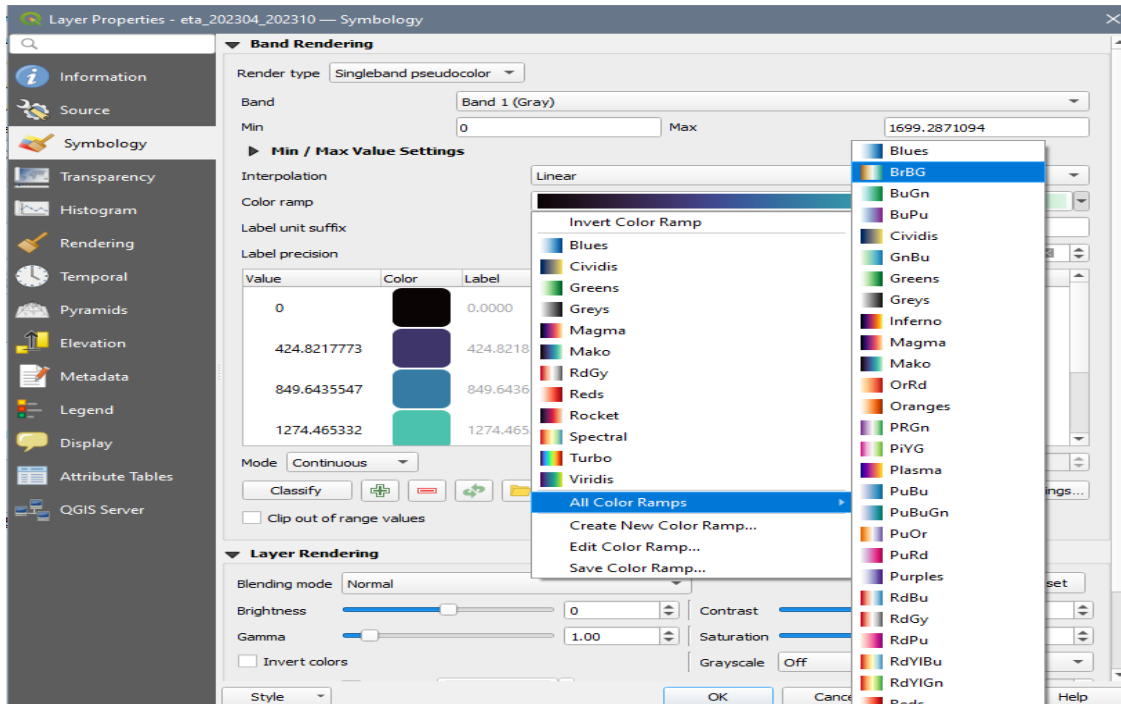 Layer Properties - eta_202304_202310 — Symbology
Information
Source
Symbology
Transparency
Histogram
Rendering
Temporal
Pyramids
Elevation
Metadata
Legend
Display
Attribute Tables
QGIS Server
Band Rendering
Render type Singleband pseudocolor
Band Band 1 (Gray)
Min 0 Max 1699.2871094
Min / Max Value Settings
Interpolation Linear
Color ramp
Label unit suffix
Label precision
Value Color Label
0 0.0000
424.8217773 424.8218
849.6435547 849.6436
1274.465332 1274.465
Mode Continuous
Classify
ngs...
Clip out of range values
Layer Rendering
Blending mode Normal
set
Brightness 0 Contrast
Gamma 1.00 Saturation
Invert colors Grayscale Off
Style OK Cance Help
Invert Color Ramp
Blues
Cividis
Greens
Greys
Magma
Mako
RdGy
Reds
Rocket
Spectral
Turbo
Viridis
All Color Ramps
Create New Color Ramp...
Edit Color Ramp...
Save Color Ramp...
Blues
BrBG
BuGn
BuPu
Cividis
GnBu
Greens
Greys
Inferno
Magma
Mako
OrRd
Oranges
PRGn
PiYG
Plasma
PuBu
PuBuGn
PuOr
PuRd
Purples
RdBu
RdGy
RdPu
RdYlBu
RdYlGn
Reds